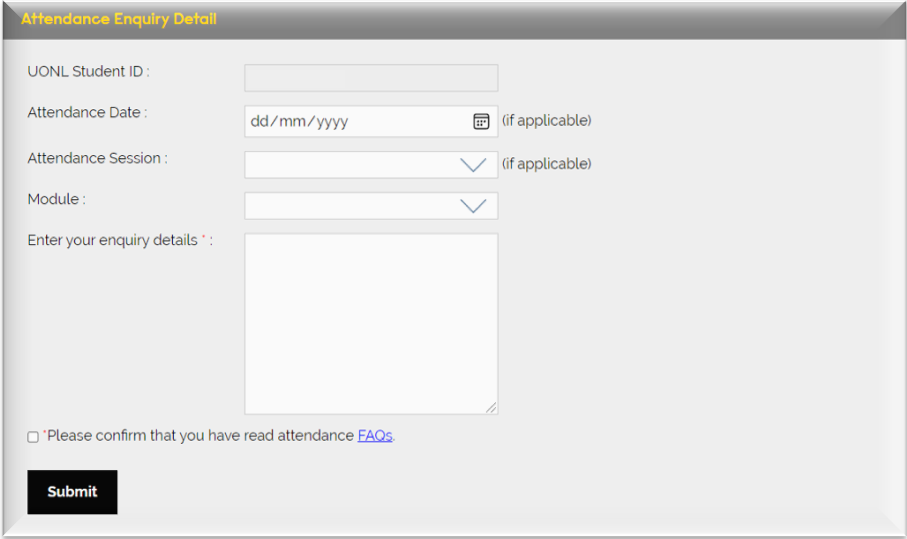 Attendance Enquiry Detail
UONL Student ID :
Attendance Date :
dd/mm/yyyy
(if applicable)
Attendance Session :
(if applicable)
Module :
Enter your enquiry details * :
*Please confirm that you have read attendance FAQs.
Submit